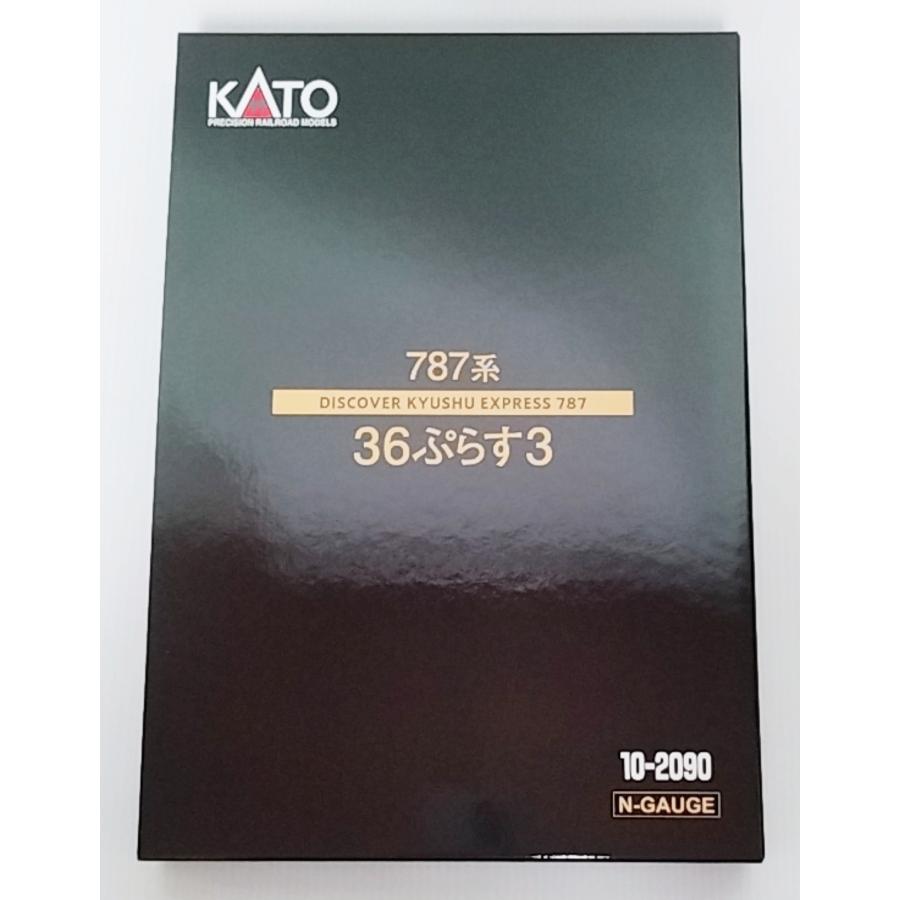 KATO
PRECISION RAILROAD MODELS
787系
DISCOVER KYUSHU EXPRESS 787
36ぷらす3
10-2090
N-GAUGE